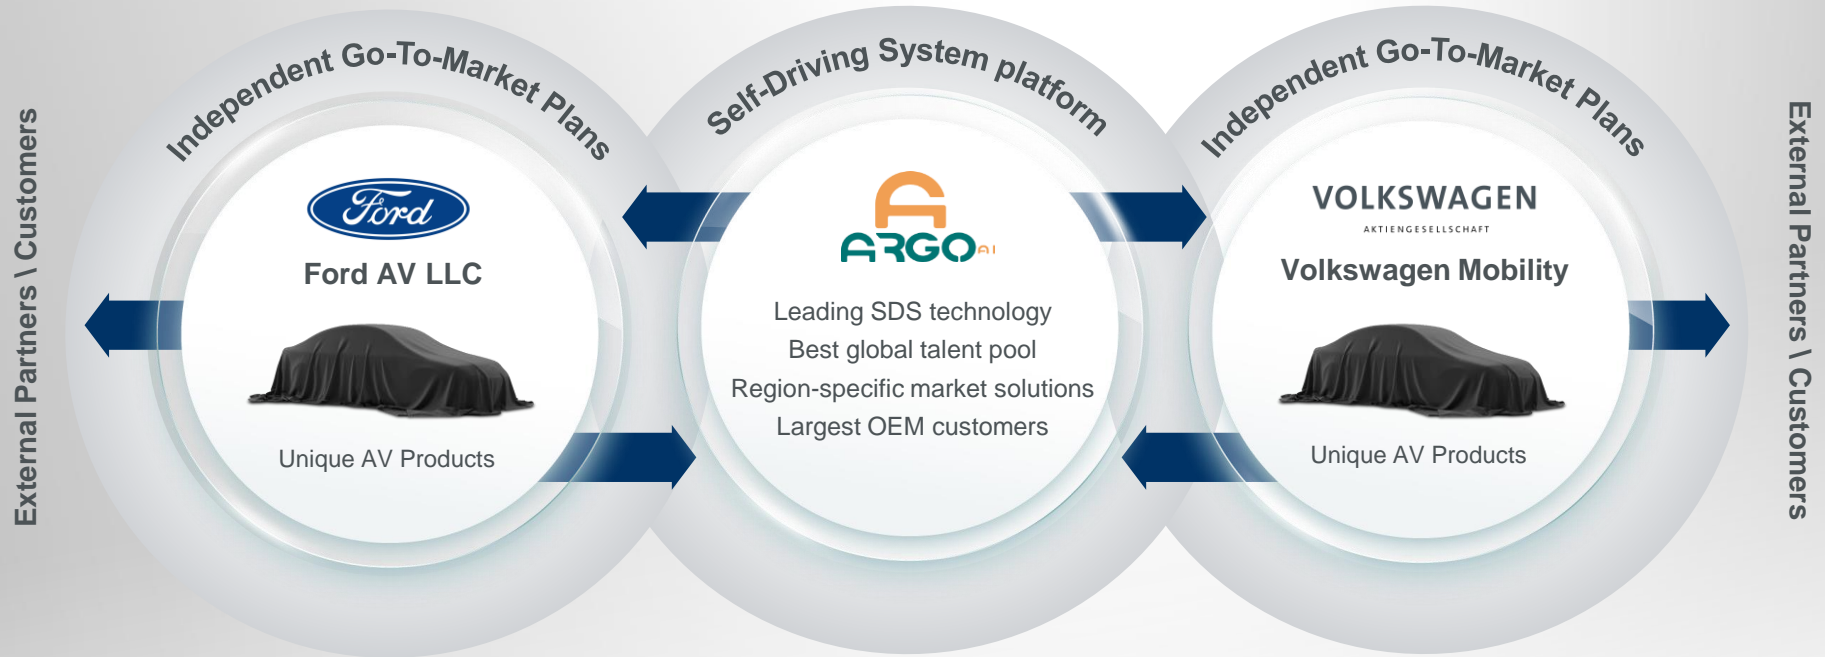 External Partners \ Customers
Independent Go-To-Market Plans
Ford
Ford AV LLC
Unique AV Products
Self-Driving System platform
ARGO AI
Leading SDS technology
Best global talent pool
Region-specific market solutions
Largest OEM customers
Independent Go-To-Market Plans
VOLKSWAGEN
AKTIENGESELLSCHAFT
Volkswagen Mobility
Unique AV Products
External Partners \ Customers